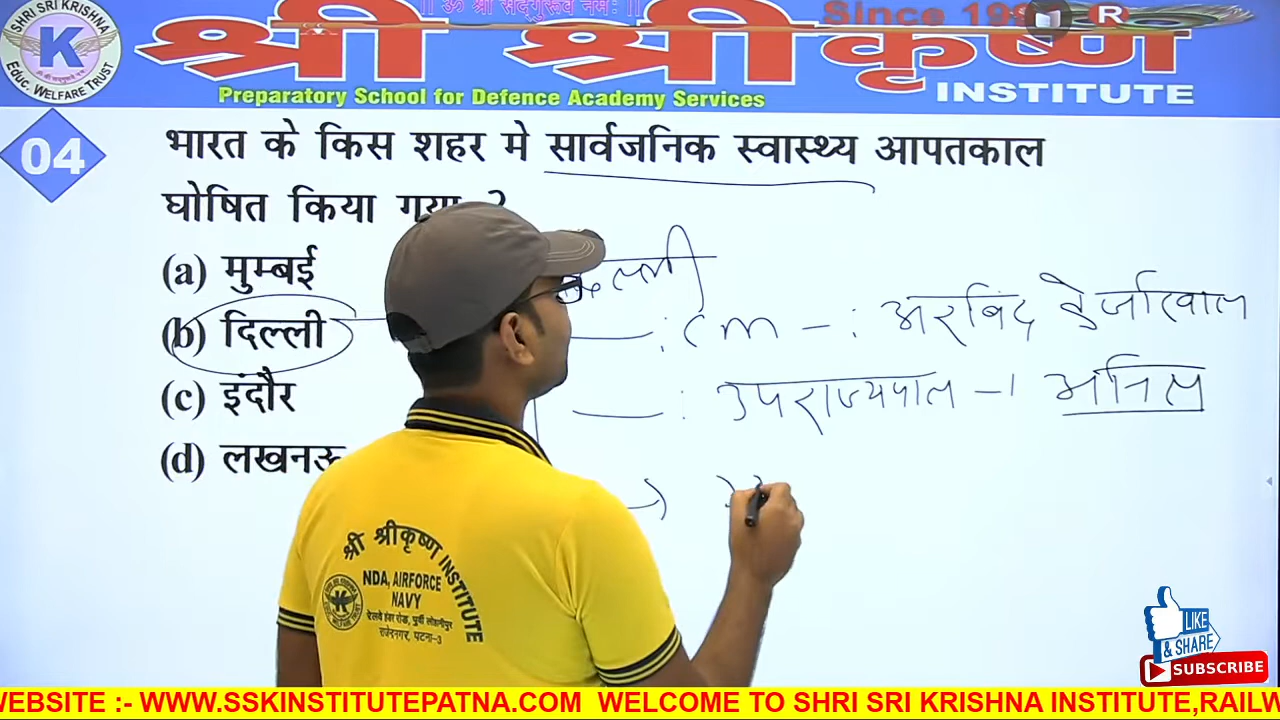 || ॐ श्री सद्गुरूवे नमः ||
SHRI SRI KRISHNA
K
EDUC. WELFARE TRUST
Since
R
श्री श्रीकृष्ण
INSTITUTE
Preparatory School for Defence Academy Services
04
भारत के किस शहर मे सार्वजनिक स्वास्थ्य आपतकाल
घोषित किया गया ?
(a) मुम्बई
(b) दिल्ली
(c) इंदौर
(d) लखनऊ
: cm - : अरविंद
: उपराज्यपाल - अनिल
श्री श्रीकृष्ण INSTITUTE
K
NDA, AIRFORCE
NAVY
LIKE
& SHARE
SUBSCRIBE
WEBSITE :- WWW.SSKINSTITUTEPATNA.COM WELCOME TO SHRI SRI KRISHNA INSTITUTE,RAILW